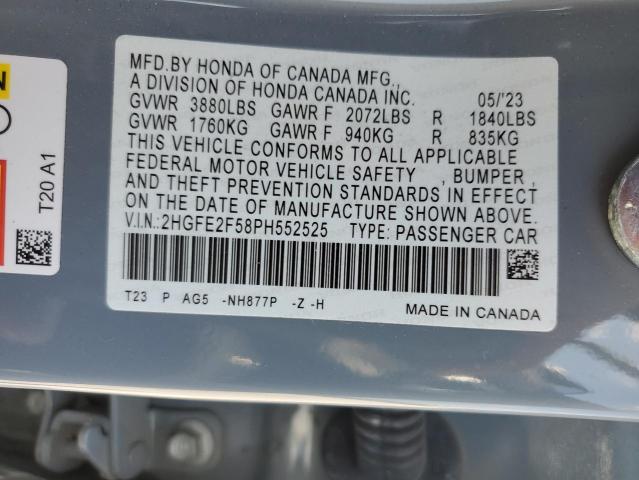 MFD.BY HONDA OF CANADA MFG.,
A DIVISION OF HONDA CANADA INC. 05/'23
GVWR 3880LBS GAWR F 2072LBS R 1840LBS
GVWR 1760KG GAWR F 940KG R 835KG
THIS VEHICLE CONFORMS TO ALL APPLICABLE
FEDERAL MOTOR VEHICLE SAFETY , BUMPER,
AND THEFT PREVENTION STANDARDS IN EFFECT
ON THE DATE OF MANUFACTURE SHOWN ABOVE.
V.I.N.:2HGFE2F58PH552525 TYPE: PASSENGER CAR
T23 P AG5 -NH877P -Z -H
MADE IN CANADA
T20 A1